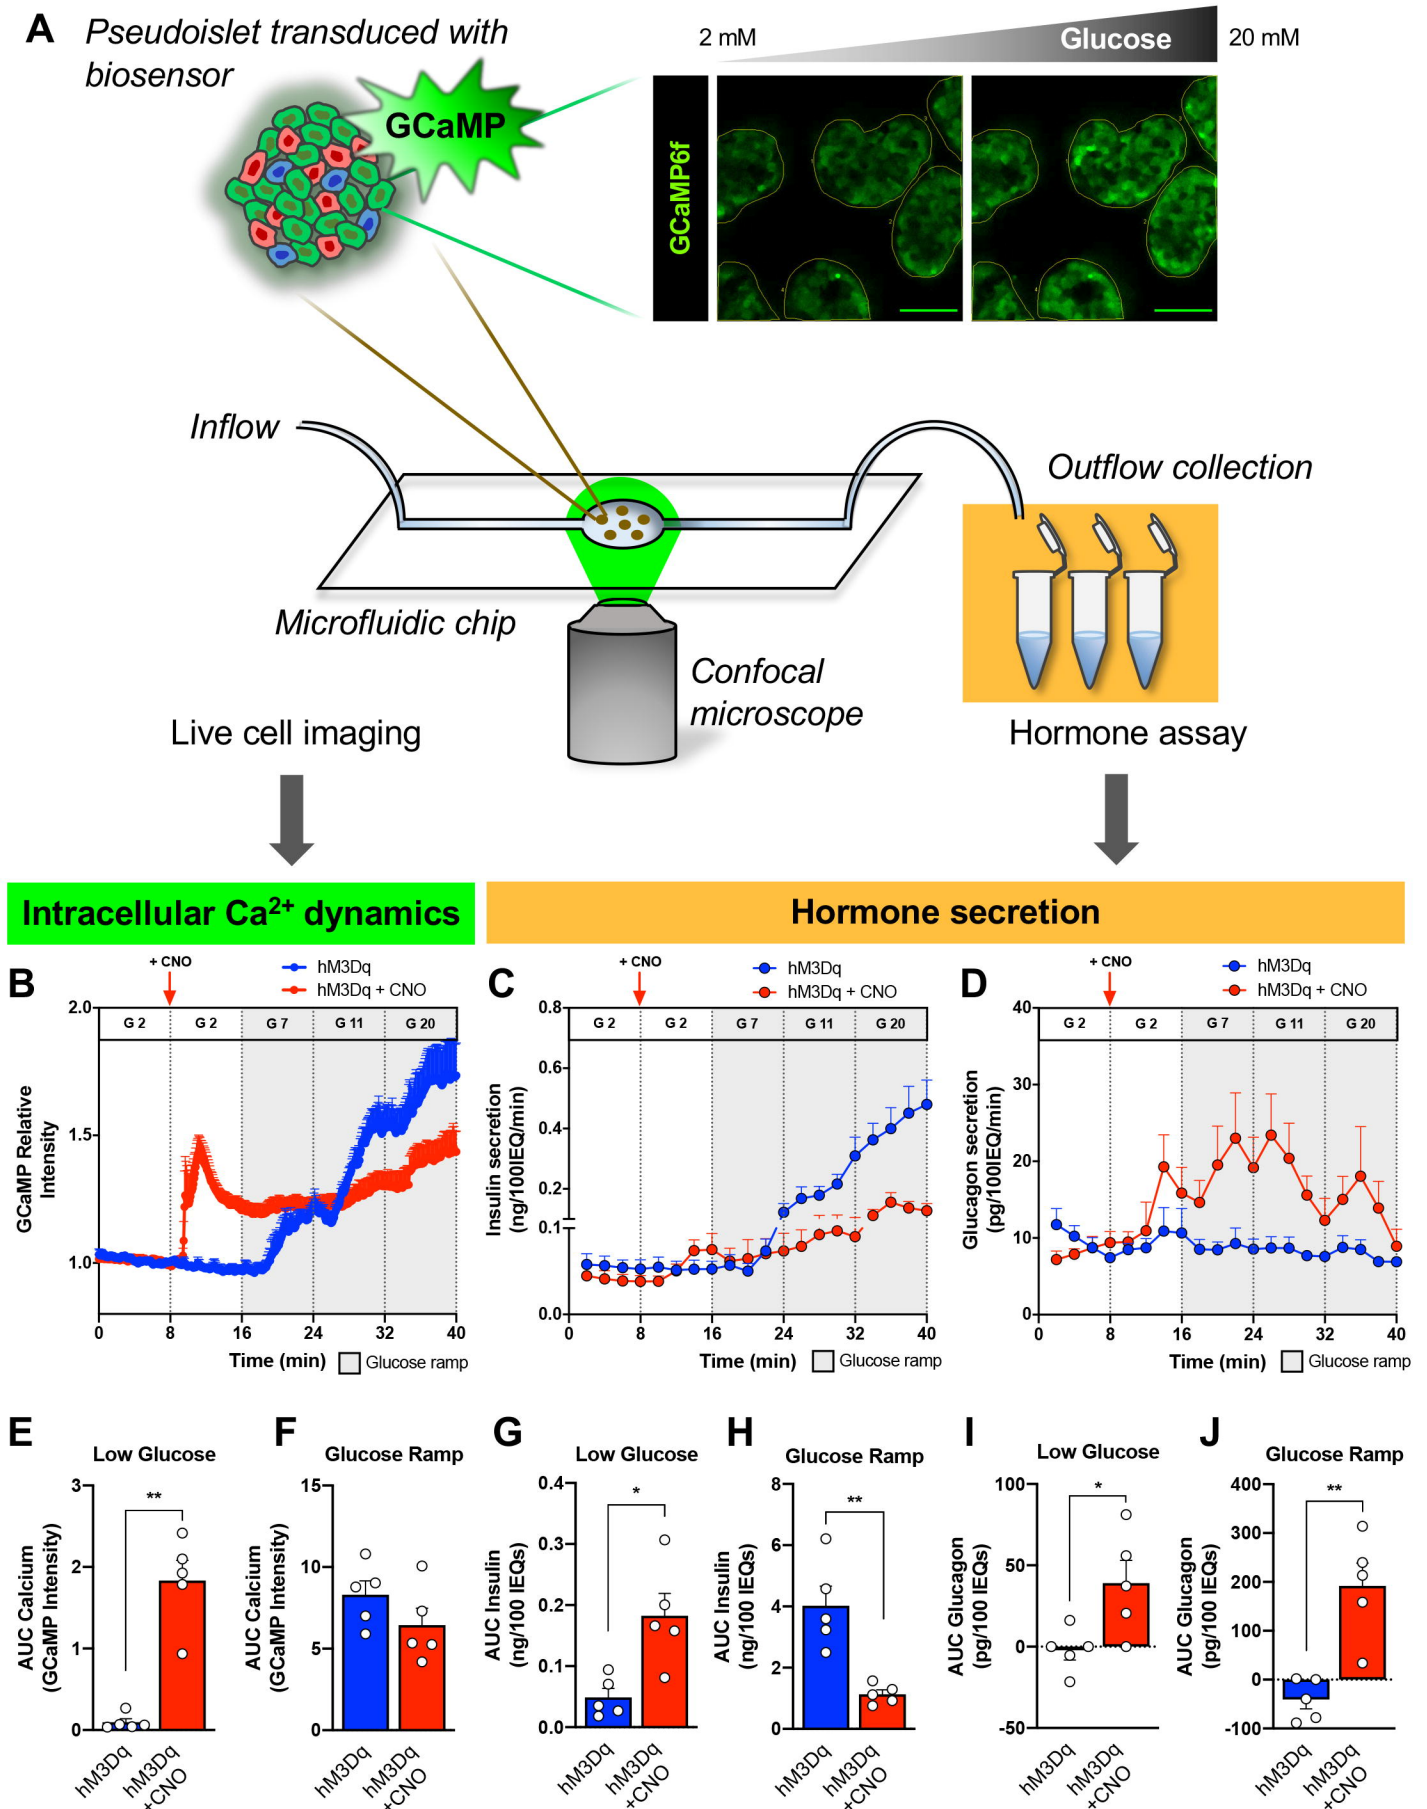 A
Pseudoislet transduced with
biosensor
GCaMP
2 mM
Glucose
20 mM
GCaMP6f
Inflow
Outflow collection
Microfluidic chip
Confocal
microscope
Live cell imaging
Hormone assay
Intracellular Ca²⁺ dynamics
Hormone secretion
B
+ CNO
hM3Dq
hM3Dq + CNO
G 2
G 2
G 7
G 11
G 20
GCaMP Relative
Intensity
2.0
1.5
1.0
0
8
16
24
32
40
Time (min)
Glucose ramp
C
+ CNO
hM3Dq
hM3Dq + CNO
G 2
G 2
G 7
G 11
G 20
Insulin secretion
(ng/100IEQ/min)
0.8
0.6
0.4
0.2
0.1
0.0
0
8
16
24
32
40
Time (min)
Glucose ramp
D
+ CNO
hM3Dq
hM3Dq + CNO
G 2
G 2
G 7
G 11
G 20
Glucagon secretion
(pg/100IEQ/min)
40
30
20
10
0
0
8
16
24
32
40
Time (min)
Glucose ramp
E
Low Glucose
AUC Calcium
(GCaMP Intensity)
3
2
1
0
**
hM3Dq
hM3Dq
+CNO
F
Glucose Ramp
AUC Calcium
(GCaMP Intensity)
15
10
5
0
hM3Dq
hM3Dq
+CNO
G
Low Glucose
AUC Insulin
(ng/100 IEQs)
0.4
0.3
0.2
0.1
0.0
*
hM3Dq
hM3Dq
+CNO
H
Glucose Ramp
AUC Insulin
(ng/100 IEQs)
8
6
4
2
0
**
hM3Dq
hM3Dq
+CNO
I
Low Glucose
AUC Glucagon
(pg/100 IEQs)
100
50
0
-50
*
hM3Dq
hM3Dq
+CNO
J
Glucose Ramp
AUC Glucagon
(pg/100 IEQs)
400
300
200
100
0
-100
**
hM3Dq
hM3Dq
+CNO